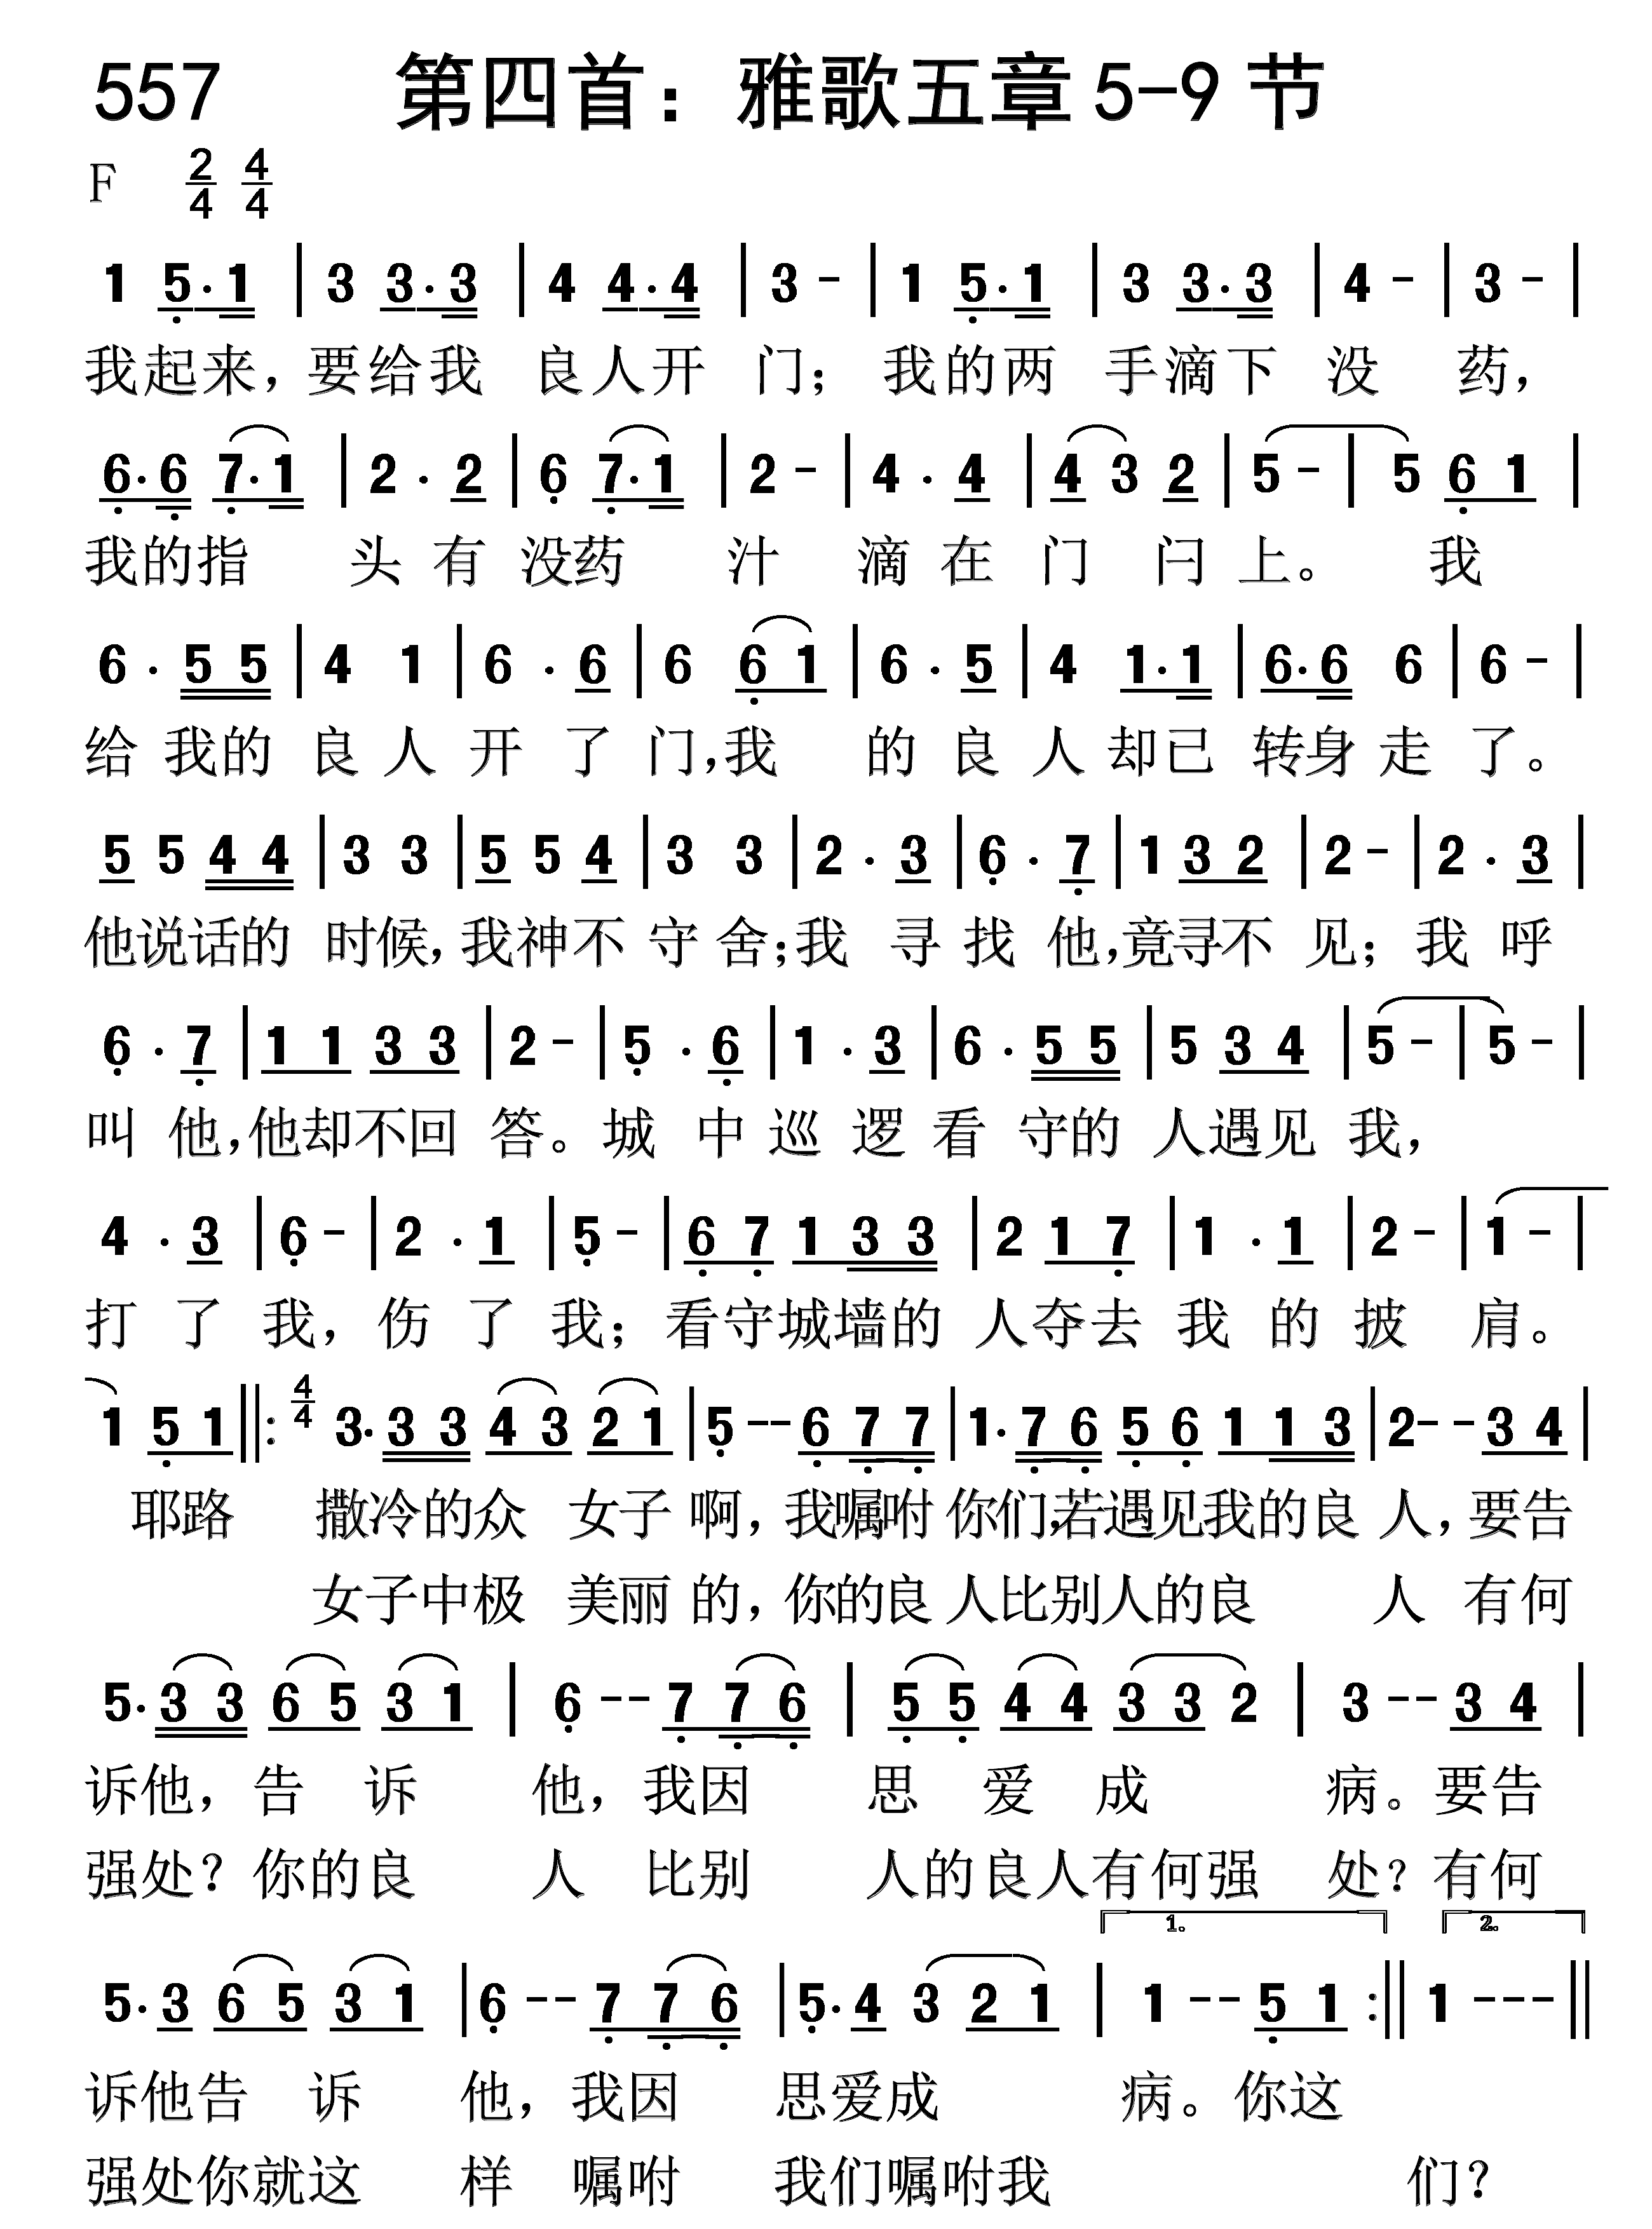 557 第四首：雅歌五章5-9节
F 2/4 4/4
1 5·1 | 3 3·3 | 4 4·4 | 3 - | 1 5·1 | 3 3·3 | 4 - | 3 - |
我起来，要给我 良人开 门；我的两 手滴下 没 药，
6·6 7·1 | 2 · 2 | 6 7·1 | 2 - | 4 · 4 | 4 3 2 | 5 - | 5 6 1 |
我的指 头 有 没药 汁 滴 在 门 闩 上。 我
6 · 5 5 | 4 1 | 6 · 6 | 6 6 1 | 6 · 5 | 4 1·1 | 6·6 6 | 6 - |
给 我的 良 人 开 了 门，我 的 良 人 却已 转身 走 了。
5 5 4 4 | 3 3 | 5 5 4 | 3 3 | 2 · 3 | 6 · 7 | 1 3 2 | 2 - | 2 · 3 |
他说话的 时候，我神不 守 舍；我 寻 找 他，竟寻不 见；我 呼
6 · 7 | 1 1 3 3 | 2 - | 5 · 6 | 1 · 3 | 6 · 5 5 | 5 3 4 | 5 - | 5 - |
叫 他，他却不回 答。城 中 巡 逻 看 守的 人遇见 我，
4 · 3 | 6 - | 2 · 1 | 5 - | 6 7 1 3 3 | 2 1 7 | 1 · 1 | 2 - | 1 - |
打 了 我，伤 了 我；看守城墙的 人夺去 我 的 披 肩。
1 5 1 ‖: 4/4 3· 3 3 4 3 2 1 | 5 - - 6 7 7 | 1· 7 6 5 6 1 1 3 | 2 - - 3 4 |
耶路 撒冷的众 女子 啊，我嘱咐 你们，若遇见我的良 人，要告
女子中极 美丽 的，你的良 人比别人的良 人 有何
5· 3 3 6 5 3 1 | 6 - - 7 7 6 | 5 5 4 4 3 3 2 | 3 - - 3 4 |
诉他，告 诉 他，我因 思 爱 成 病。要告
强处？你的良 人 比别 人的良人有何强 处？有何
1. 2.
5· 3 6 5 3 1 | 6 - - 7 7 6 | 5· 4 3 2 1 | 1 - - 5 1 :‖ 1 - - - ‖
诉他告 诉 他，我因 思爱成 病。你这
强处你就这 样 嘱咐 我们嘱咐我 们？